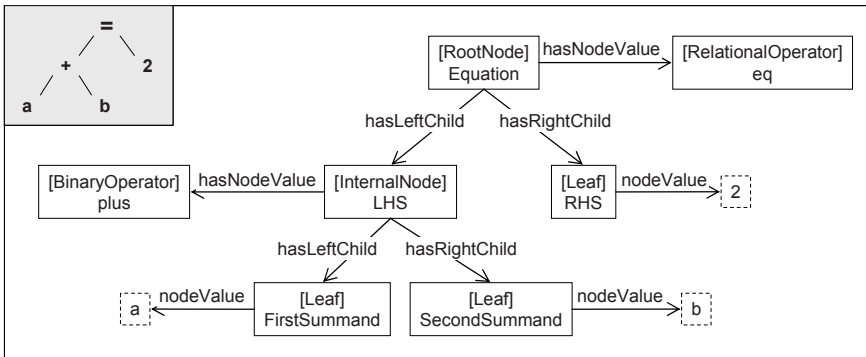 =
+ 2
a b
[RootNode]
Equation
hasNodeValue
[RelationalOperator]
eq
hasLeftChild hasRightChild
[BinaryOperator]
plus
hasNodeValue
[InternalNode]
LHS
[Leaf]
RHS
nodeValue
2
hasLeftChild hasRightChild
a
nodeValue
[Leaf]
FirstSummand
[Leaf]
SecondSummand
nodeValue
b